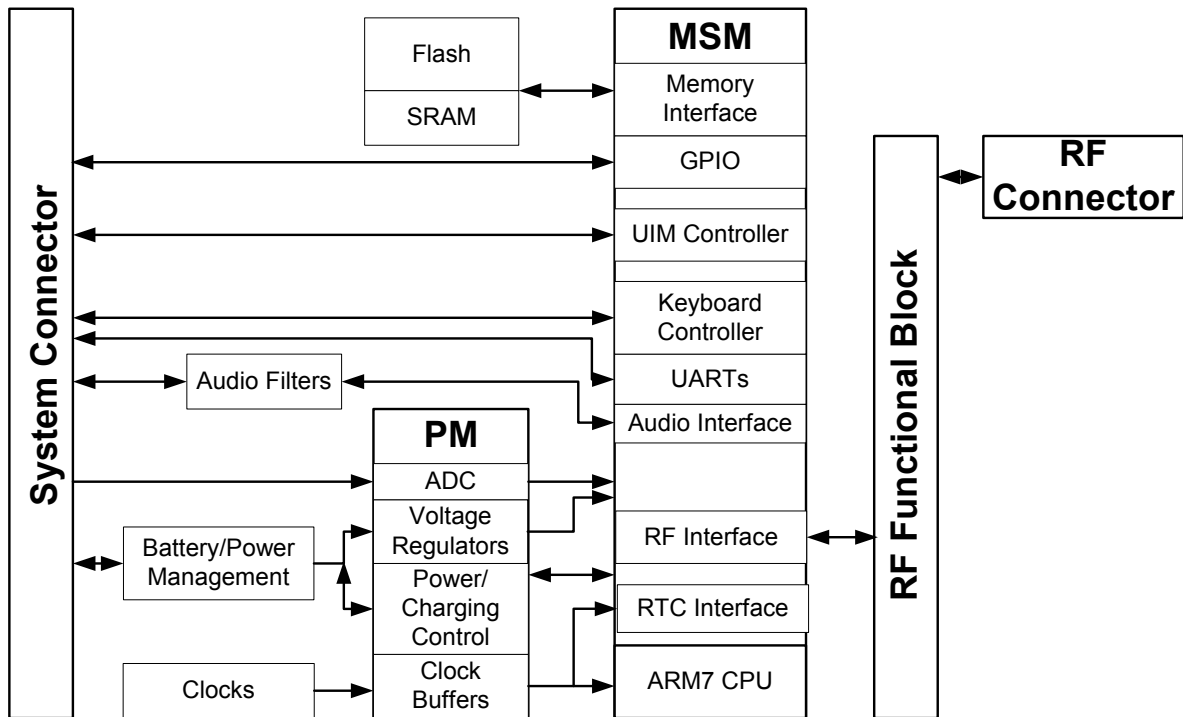 System Connector
Flash
SRAM
Audio Filters
Battery/Power
Management
Clocks
PM
ADC
Voltage
Regulators
Power/
Charging
Control
Clock
Buffers
MSM
Memory
Interface
GPIO
UIM Controller
Keyboard
Controller
UARTs
Audio Interface
RF Interface
RTC Interface
ARM7 CPU
RF Functional Block
RF
Connector